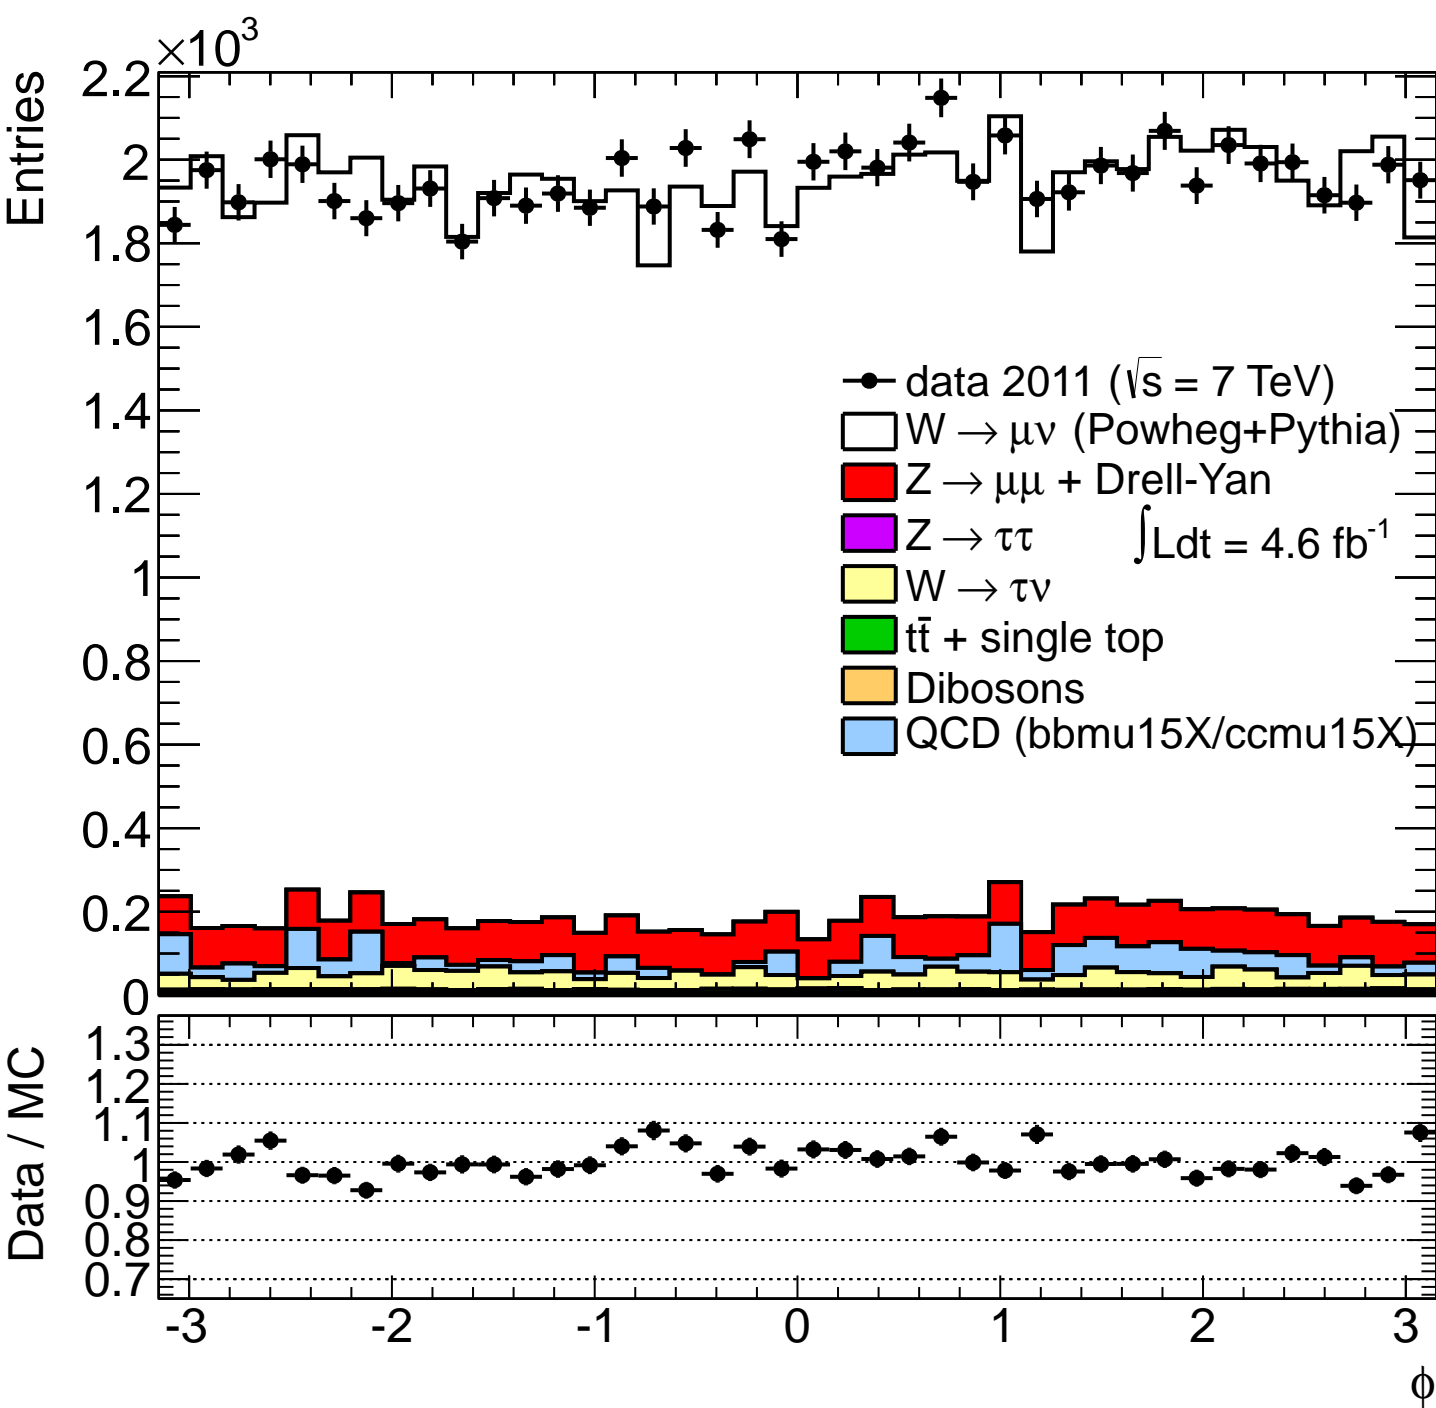 ×10³
Entries
2.2
2
1.8
1.6
1.4
1.2
1
0.8
0.6
0.4
0.2
0
data 2011 (√s = 7 TeV)
W → μν (Powheg+Pythia)
Z → μμ + Drell-Yan
Z → ττ
∫Ldt = 4.6 fb⁻¹
W → τν
tt̄ + single top
Dibosons
QCD (bbmu15X/ccmu15X)
Data / MC
1.3
1.2
1.1
1
0.9
0.8
0.7
-3 -2 -1 0 1 2 3
ϕ